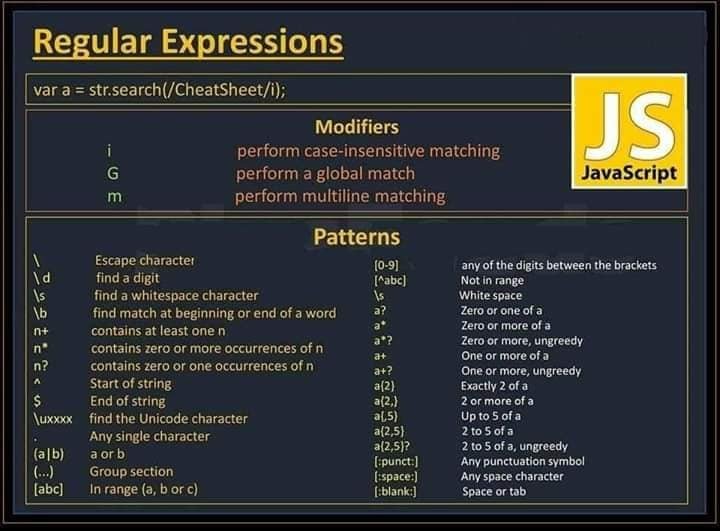 Regular Expressions
var a = str.search(/CheatSheet/i);
JS
JavaScript
Modifiers
i perform case-insensitive matching
G perform a global match
m perform multiline matching
Patterns
\ Escape character
\d find a digit
\s find a whitespace character
\b find match at beginning or end of a word
n+ contains at least one n
n* contains zero or more occurrences of n
n? contains zero or one occurrences of n
^ Start of string
$ End of string
\uxxxx find the Unicode character
. Any single character
(a|b) a or b
(...) Group section
[abc] In range (a, b or c)
[0-9] any of the digits between the brackets
[^abc] Not in range
\s White space
a? Zero or one of a
a* Zero or more of a
a*? Zero or more, ungreedy
a+ One or more of a
a+? One or more, ungreedy
a{2} Exactly 2 of a
a{2,} 2 or more of a
a{,5} Up to 5 of a
a{2,5} 2 to 5 of a
a{2,5}? 2 to 5 of a, ungreedy
[:punct:] Any punctuation symbol
[:space:] Any space character
[:blank:] Space or tab